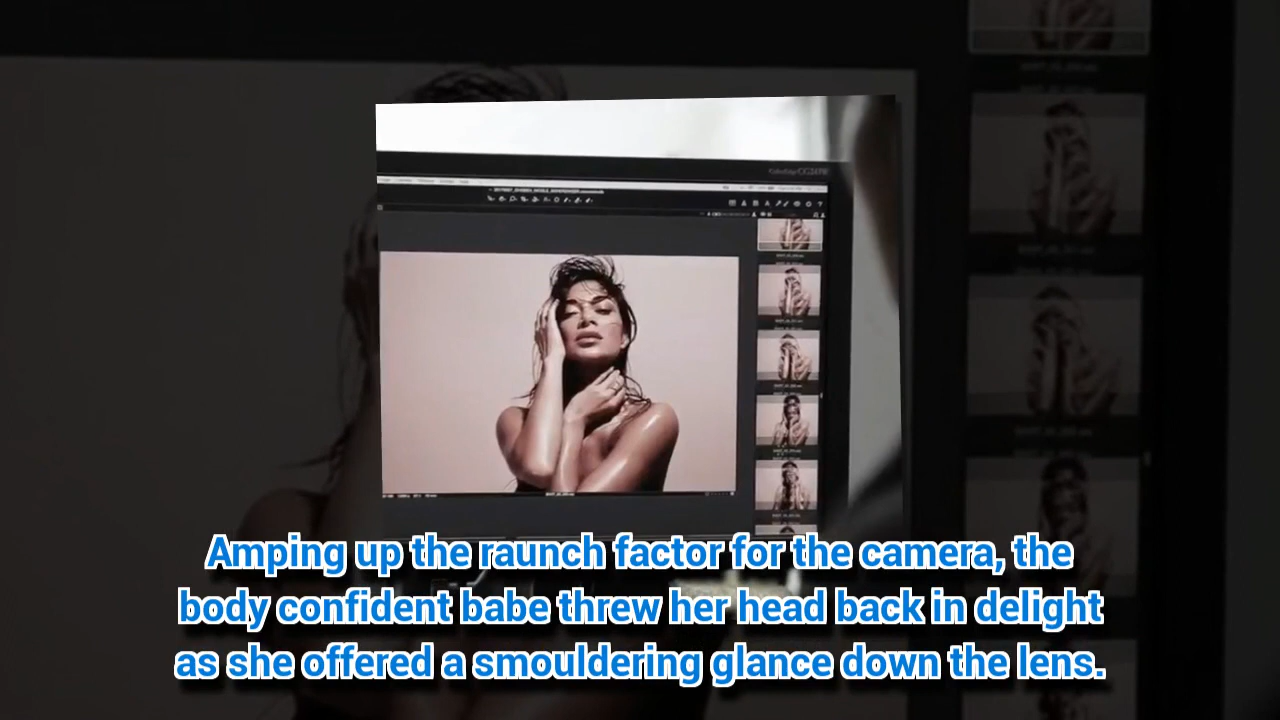 Amping up the raunch factor for the camera, the
body confident babe threw her head back in delight
as she offered a smouldering glance down the lens.